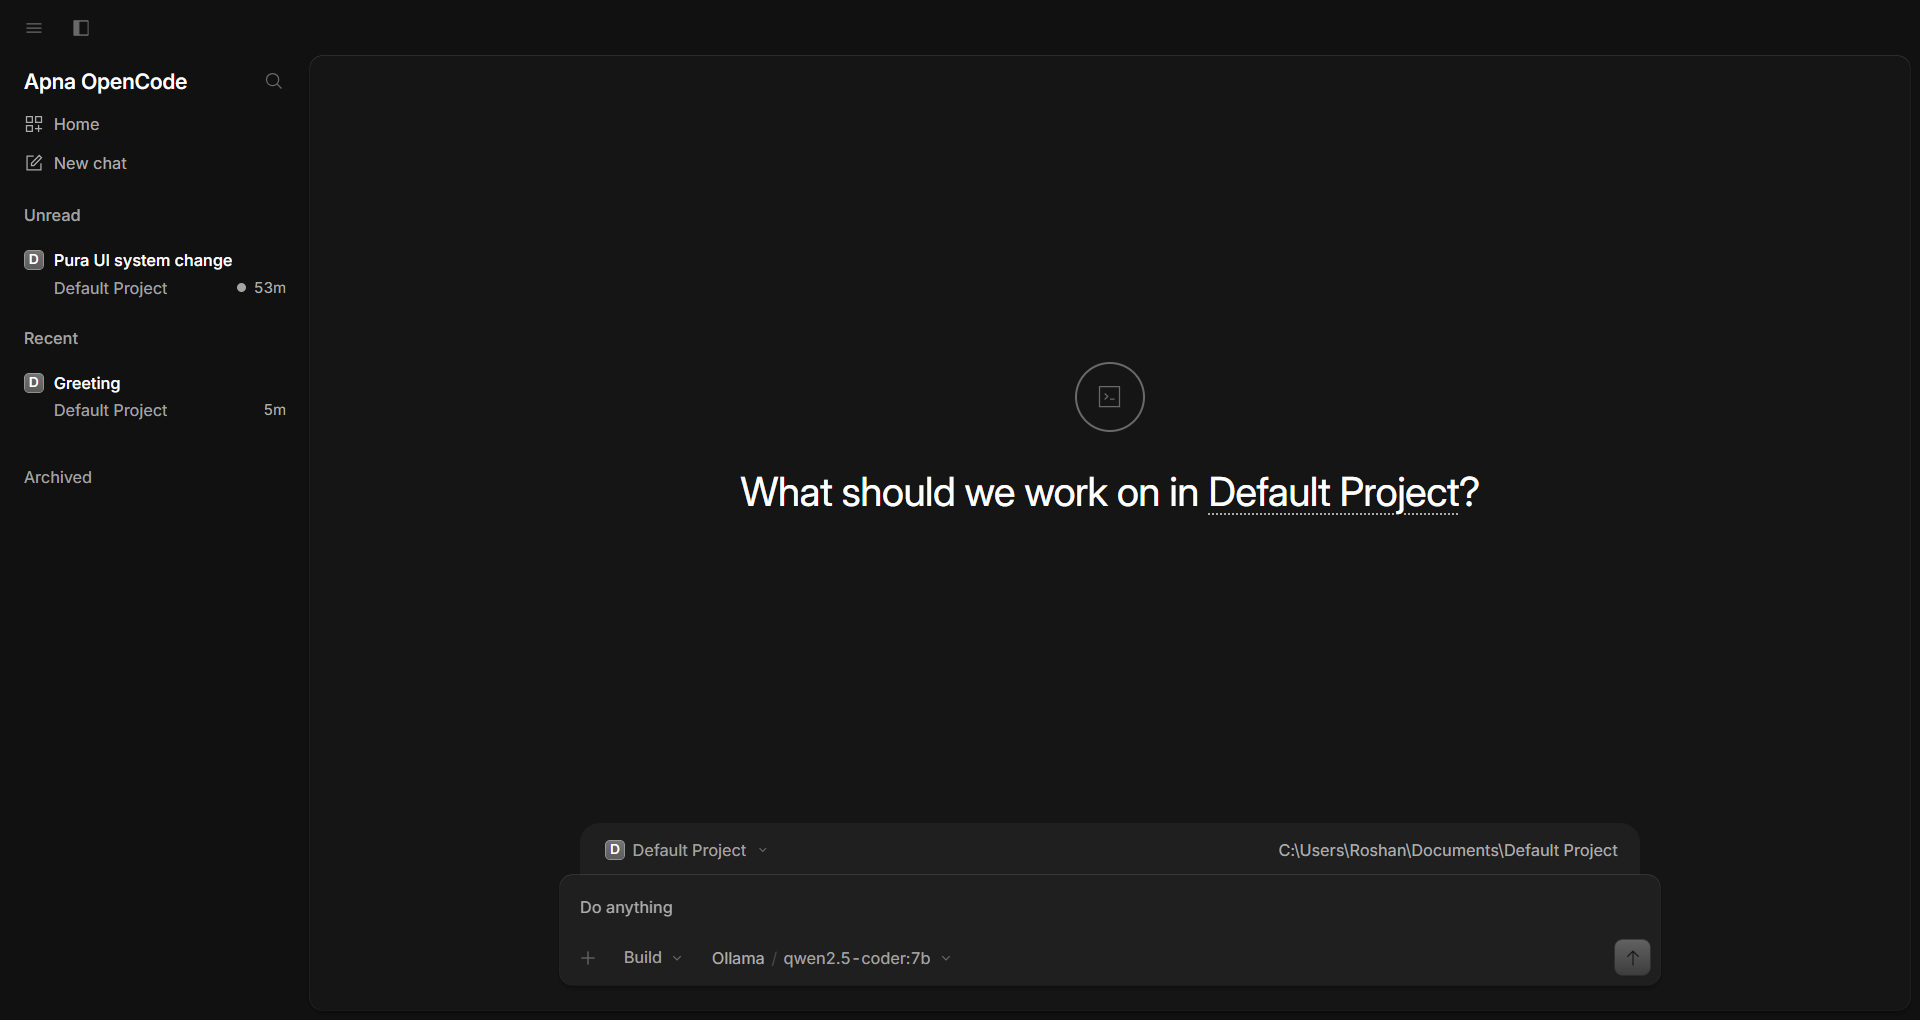 Apna OpenCode
Home
New chat
Unread
D Pura UI system change
Default Project 53m
Recent
D Greeting
Default Project 5m
Archived
What should we work on in Default Project?
D Default Project C:\Users\Roshan\Documents\Default Project
Do anything
Build Ollama / qwen2.5-coder:7b